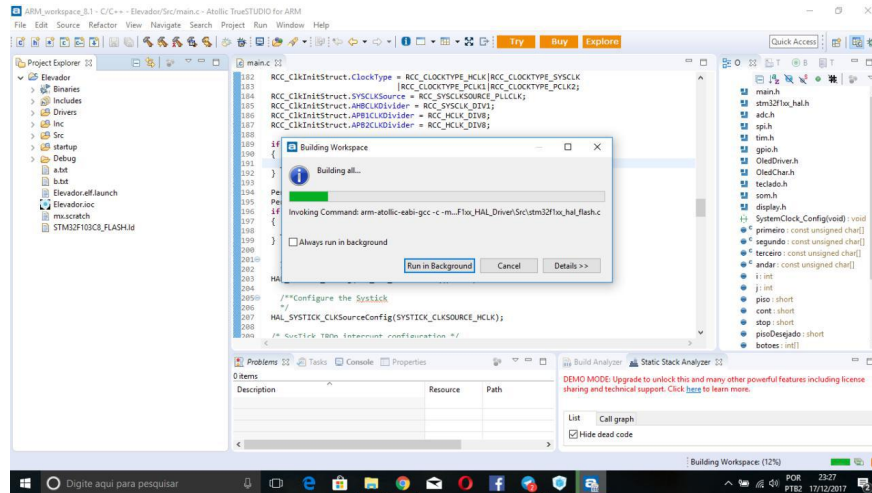 ARM_workspace_8.1 - C/C++ - Elevador/Src/main.c - Atollic TrueSTUDIO for ARM
File Edit Source Refactor View Navigate Search Project Run Window Help
Try Buy Explore Quick Access
Project Explorer
Elevador
Binaries
Includes
Drivers
Inc
Src
startup
Debug
a.txt
b.txt
Elevador.elf.launch
Elevador.ioc
mx.scratch
STM32F103C8_FLASH.ld
main.c
182 RCC_ClkInitStruct.ClockType = RCC_CLOCKTYPE_HCLK|RCC_CLOCKTYPE_SYSCLK
183 |RCC_CLOCKTYPE_PCLK1|RCC_CLOCKTYPE_PCLK2;
184 RCC_ClkInitStruct.SYSCLKSource = RCC_SYSCLKSOURCE_PLLCLK;
185 RCC_ClkInitStruct.AHBCLKDivider = RCC_SYSCLK_DIV1;
186 RCC_ClkInitStruct.APB1CLKDivider = RCC_HCLK_DIV8;
187 RCC_ClkInitStruct.APB2CLKDivider = RCC_HCLK_DIV8;
188
189 if
190 {
191
192 }
193
194 Pe
195 Pe
196 if
197 {
198
199 }
200
201
202
203 HA
204
205 /**Configure the Systick
206 */
207 HAL_SYSTICK_CLKSourceConfig(SYSTICK_CLKSOURCE_HCLK);
208
209 /* SysTick_IRQn interrupt configuration */
Building Workspace
Building all...
Invoking Command: arm-atollic-eabi-gcc -c -m...F1xx_HAL_Driver\Src\stm32f1xx_hal_flash.c
Always run in background
Run in Background Cancel Details >>
main.h
stm32f1xx_hal.h
adc.h
spi.h
tim.h
gpio.h
OledDriver.h
OledChar.h
teclado.h
som.h
display.h
SystemClock_Config(void) : void
primeiro : const unsigned char[]
segundo : const unsigned char[]
terceiro : const unsigned char[]
andar : const unsigned char[]
i : int
j : int
piso : short
cont : short
stop : short
pisoDesejado : short
botoes : int[]
Problems Tasks Console Properties
0 items
Description Resource Path
Build Analyzer Static Stack Analyzer
DEMO MODE: Upgrade to unlock this and many other powerful features including license
sharing and technical support. Click here to learn more.
List Call graph
Hide dead code
Building Workspace: (12%)
Digite aqui para pesquisar
POR 23:27
PTB2 17/12/2017